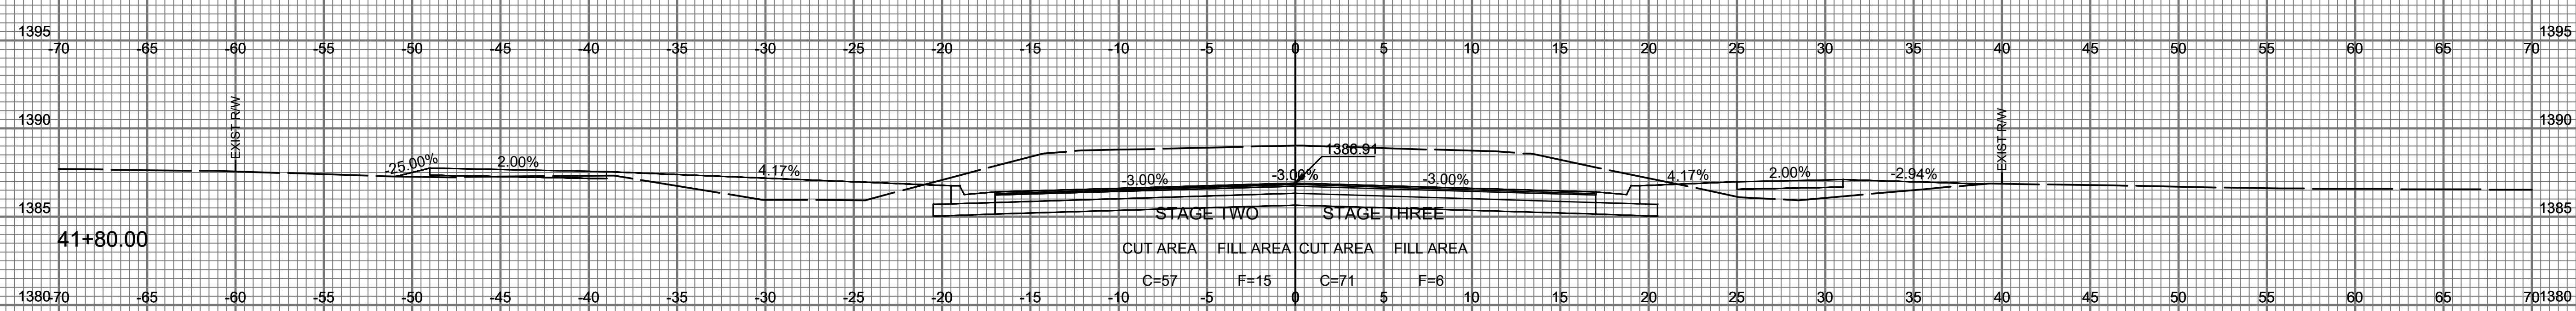 1395 1395
-70 -65 -60 -55 -50 -45 -40 -35 -30 -25 -20 -15 -10 -5 0 5 10 15 20 25 30 35 40 45 50 55 60 65 70
EXIST R/W EXIST R/W
1390 1390
1386.91
-25.00% 2.00% 4.17% -3.00% -3.00% -3.00% 4.17% 2.00% -2.94%
1385 1385
STAGE TWO STAGE THREE
41+80.00
CUT AREA FILL AREA CUT AREA FILL AREA
C=57 F=15 C=71 F=6
1380 1380
-70 -65 -60 -55 -50 -45 -40 -35 -30 -25 -20 -15 -10 -5 0 5 10 15 20 25 30 35 40 45 50 55 60 65 70